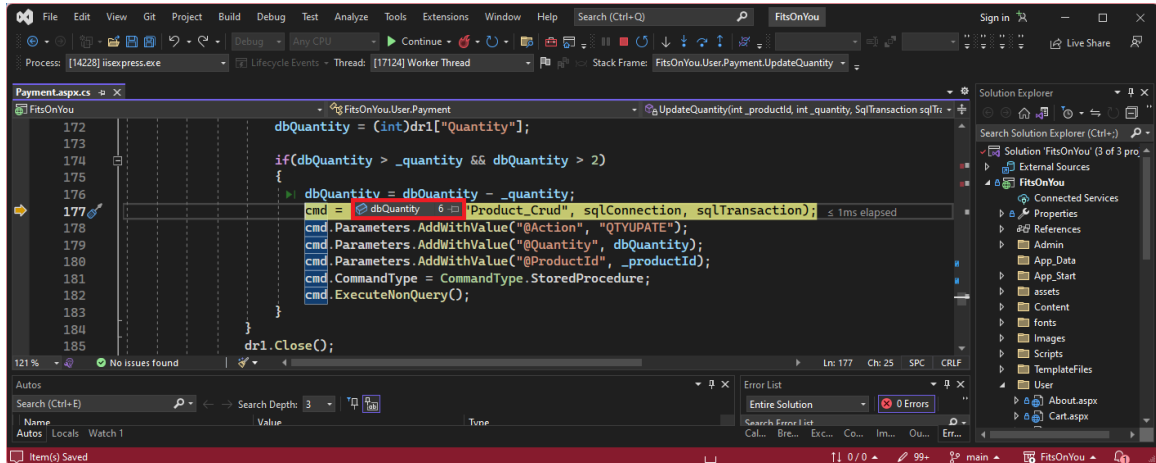 File Edit View Git Project Build Debug Test Analyze Tools Extensions Window Help Search (Ctrl+Q) FitsOnYou Sign in
Debug Any CPU Continue Live Share
Process: [14228] iisexpress.exe Lifecycle Events Thread: [17124] Worker Thread Stack Frame: FitsOnYou.User.Payment.UpdateQuantity
Payment.aspx.cs
FitsOnYou FitsOnYou.User.Payment UpdateQuantity(int _productId, int _quantity, SqlTransaction sqlTra
172 dbQuantity = (int)dr1["Quantity"];
173
174 if(dbQuantity > _quantity && dbQuantity > 2)
175 {
176 dbQuantity = dbQuantity - _quantity;
177 cmd = dbQuantity 6 "Product_Crud", sqlConnection, sqlTransaction); ≤ 1ms elapsed
178 cmd.Parameters.AddWithValue("@Action", "QTYUPATE");
179 cmd.Parameters.AddWithValue("@Quantity", dbQuantity);
180 cmd.Parameters.AddWithValue("@ProductId", _productId);
181 cmd.CommandType = CommandType.StoredProcedure;
182 cmd.ExecuteNonQuery();
183 }
184 }
185 dr1.Close();
121 % No issues found Ln: 177 Ch: 25 SPC CRLF
Solution Explorer
Search Solution Explorer (Ctrl+;)
Solution 'FitsOnYou' (3 of 3 proj
External Sources
FitsOnYou
Connected Services
Properties
References
Admin
App_Data
App_Start
assets
Content
fonts
Images
Scripts
TemplateFiles
User
About.aspx
Cart.aspx
Autos
Search (Ctrl+E) Search Depth: 3
Name Value Type
Autos Locals Watch 1
Error List
Entire Solution 0 Errors
Search Error List
Cal... Bre... Exc... Co... Im... Ou... Err...
Item(s) Saved 0 / 0 99+ main FitsOnYou